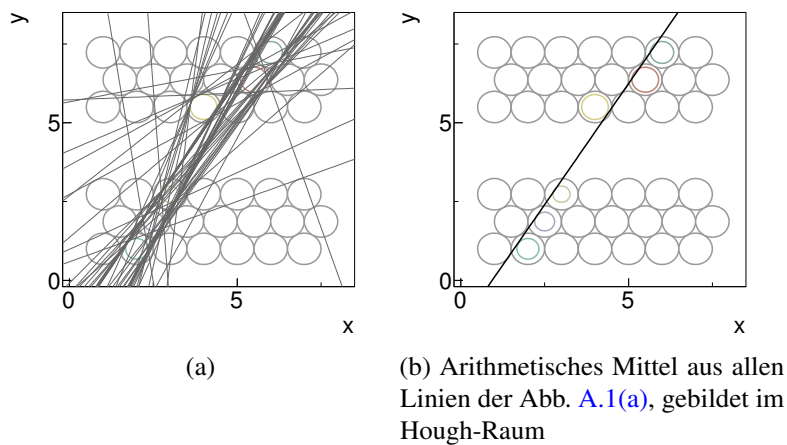 y
5
0
0
5
x
(a)
y
5
0
0
5
x
(b) Arithmetisches Mittel aus allen
Linien der Abb. A.1(a), gebildet im
Hough-Raum